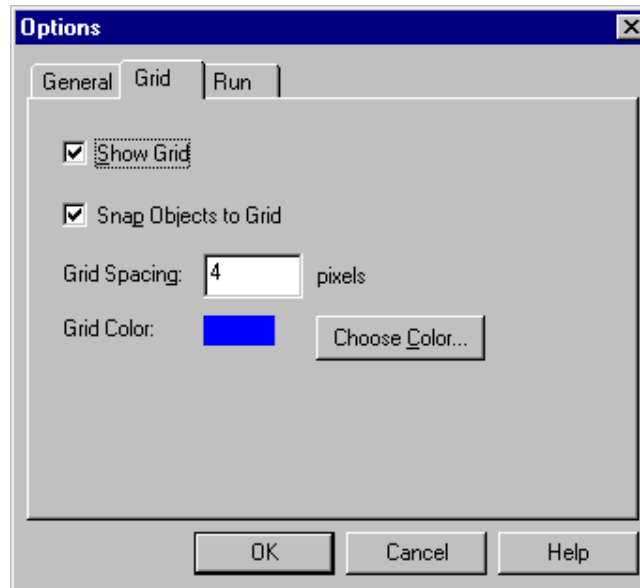 Options
General Grid Run
Show Grid
Snap Objects to Grid
Grid Spacing: 4 pixels
Grid Color: Choose Color...
OK Cancel Help